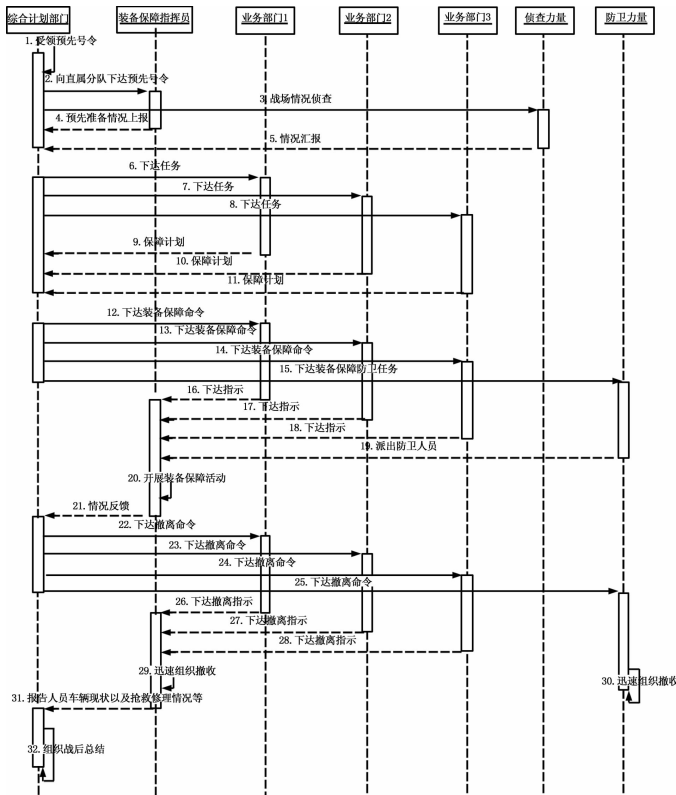 综合计划部门
装备保障指挥员
业务部门1
业务部门2
业务部门3
侦查力量
防卫力量
1. 受领预先号令
2. 向直属分队下达预先号令
3. 战场情况侦查
4. 预先准备情况上报
5. 情况汇报
6. 下达任务
7. 下达任务
8. 下达任务
9. 保障计划
10. 保障计划
11. 保障计划
12. 下达装备保障命令
13. 下达装备保障命令
14. 下达装备保障命令
15. 下达装备保障防卫任务
16. 下达指示
17. 下达指示
18. 下达指示
19. 派出防卫人员
20. 开展装备保障活动
21. 情况反馈
22. 下达撤离命令
23. 下达撤离命令
24. 下达撤离命令
25. 下达撤离命令
26. 下达撤离指示
27. 下达撤离指示
28. 下达撤离指示
29. 迅速组织撤收
30. 迅速组织撤收
31. 报告人员车辆现状以及抢救修理情况等
32. 组织战后总结